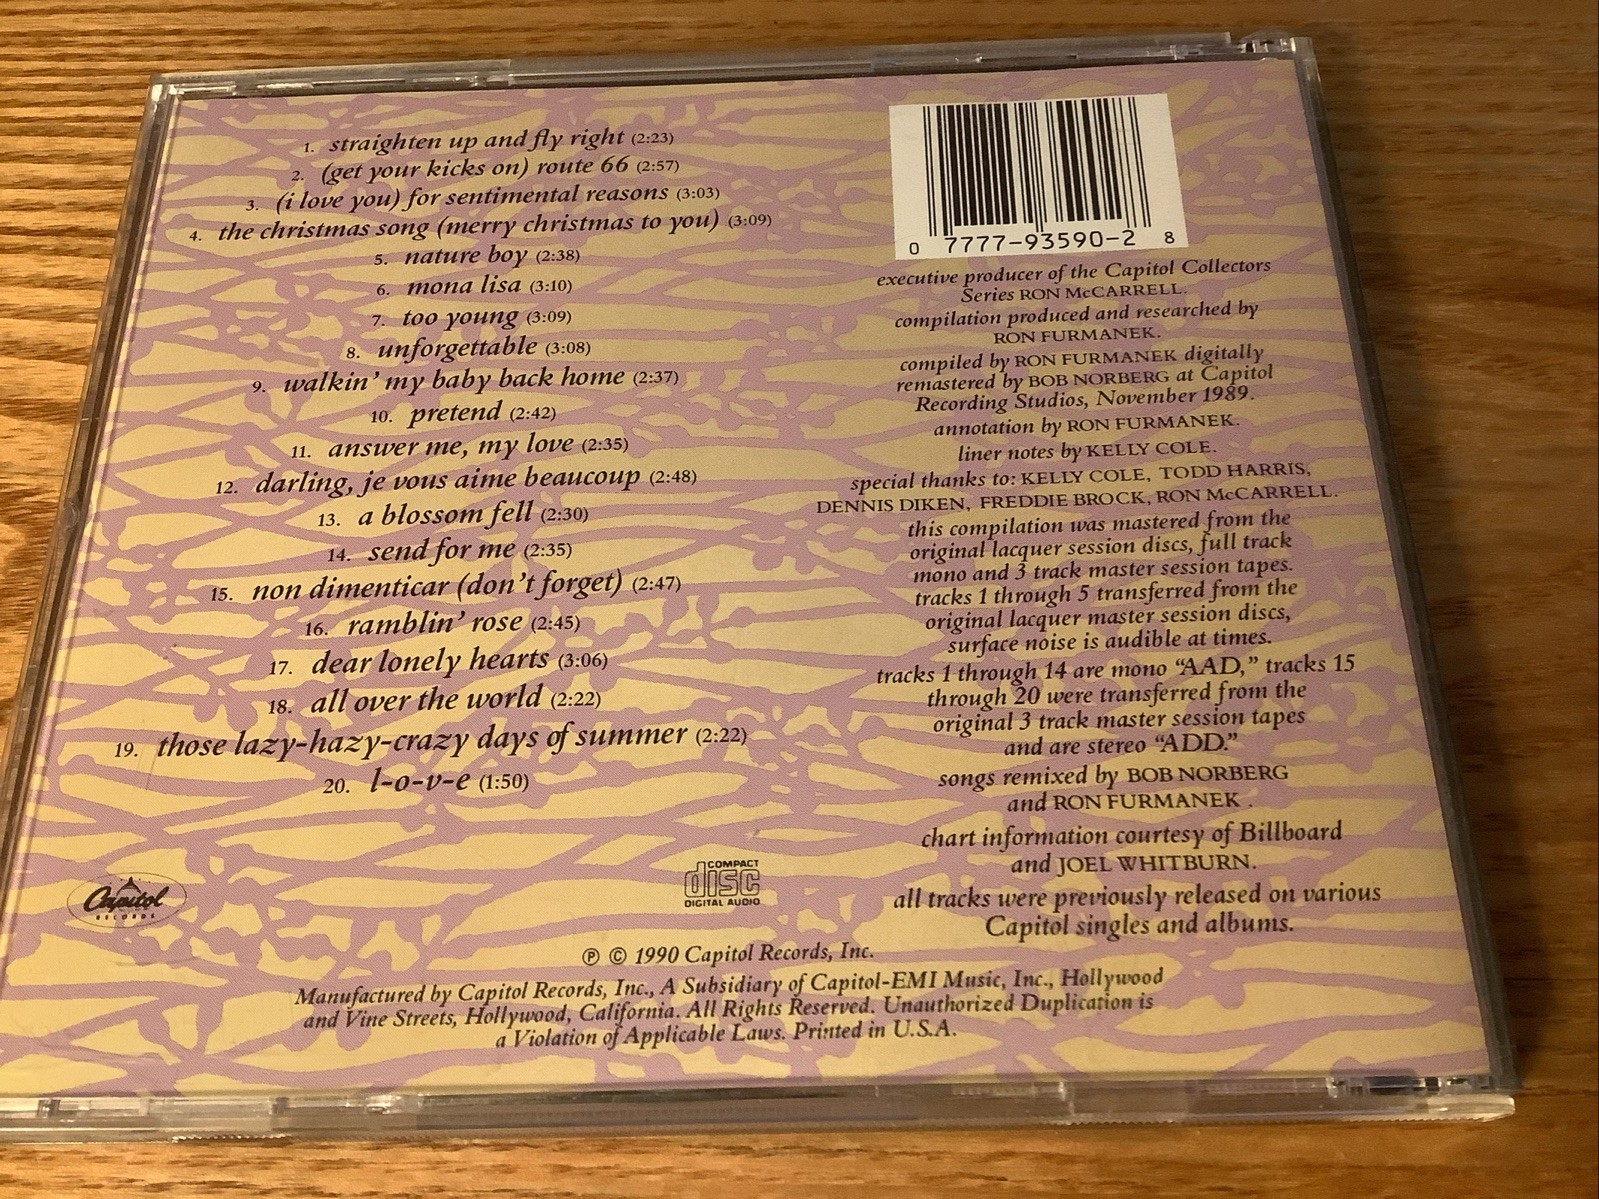 1. straighten up and fly right (2:23)
2. (get your kicks on) route 66 (2:57)
3. (i love you) for sentimental reasons (3:03)
4. the christmas song (merry christmas to you) (3:09)
5. nature boy (2:38)
6. mona lisa (3:10)
7. too young (3:09)
8. unforgettable (3:08)
9. walkin' my baby back home (2:37)
10. pretend (2:42)
11. answer me, my love (2:35)
12. darling, je vous aime beaucoup (2:48)
13. a blossom fell (2:30)
14. send for me (2:35)
15. non dimenticar (don't forget) (2:47)
16. ramblin' rose (2:45)
17. dear lonely hearts (3:06)
18. all over the world (2:22)
19. those lazy-hazy-crazy days of summer (2:22)
20. l-o-v-e (1:50)
0 7777-93590-2 8
executive producer of the Capitol Collectors
Series RON McCARRELL.
compilation produced and researched by
RON FURMANEK.
compiled by RON FURMANEK digitally
remastered by BOB NORBERG at Capitol
Recording Studios, November 1989.
annotation by RON FURMANEK.
liner notes by KELLY COLE.
special thanks to: KELLY COLE, TODD HARRIS,
DENNIS DIKEN, FREDDIE BROCK, RON McCARRELL.
this compilation was mastered from the
original lacquer session discs, full track
mono and 3 track master session tapes.
tracks 1 through 5 transferred from the
original lacquer master session discs,
surface noise is audible at times.
tracks 1 through 14 are mono "AAD," tracks 15
through 20 were transferred from the
original 3 track master session tapes
and are stereo "ADD."
songs remixed by BOB NORBERG
and RON FURMANEK .
chart information courtesy of Billboard
and JOEL WHITBURN.
all tracks were previously released on various
Capitol singles and albums.
Capitol
RECORDS
COMPACT
disc
DIGITAL AUDIO
℗ © 1990 Capitol Records, Inc.
Manufactured by Capitol Records, Inc., A Subsidiary of Capitol-EMI Music, Inc., Hollywood
and Vine Streets, Hollywood, California. All Rights Reserved. Unauthorized Duplication is
a Violation of Applicable Laws. Printed in U.S.A.